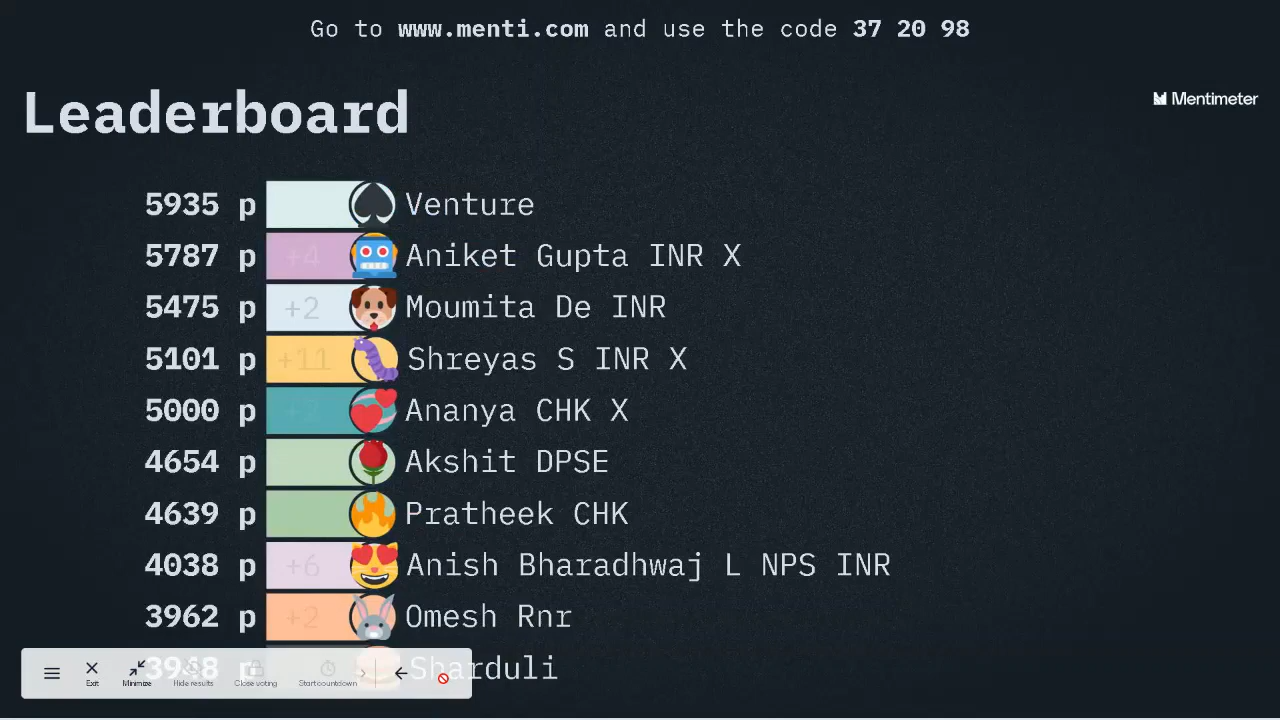 Go to www.menti.com and use the code 37 20 98
Leaderboard
Mentimeter
5935 p Venture
5787 p +4 Aniket Gupta INR X
5475 p +2 Moumita De INR
5101 p +11 Shreyas S INR X
5000 p +2 Ananya CHK X
4654 p Akshit DPSE
4639 p Pratheek CHK
4038 p +6 Anish Bharadhwaj L NPS INR
3962 p +2 Omesh Rnr
3948 p Sharduli
Exit Minimize Hide results Close voting Start countdown